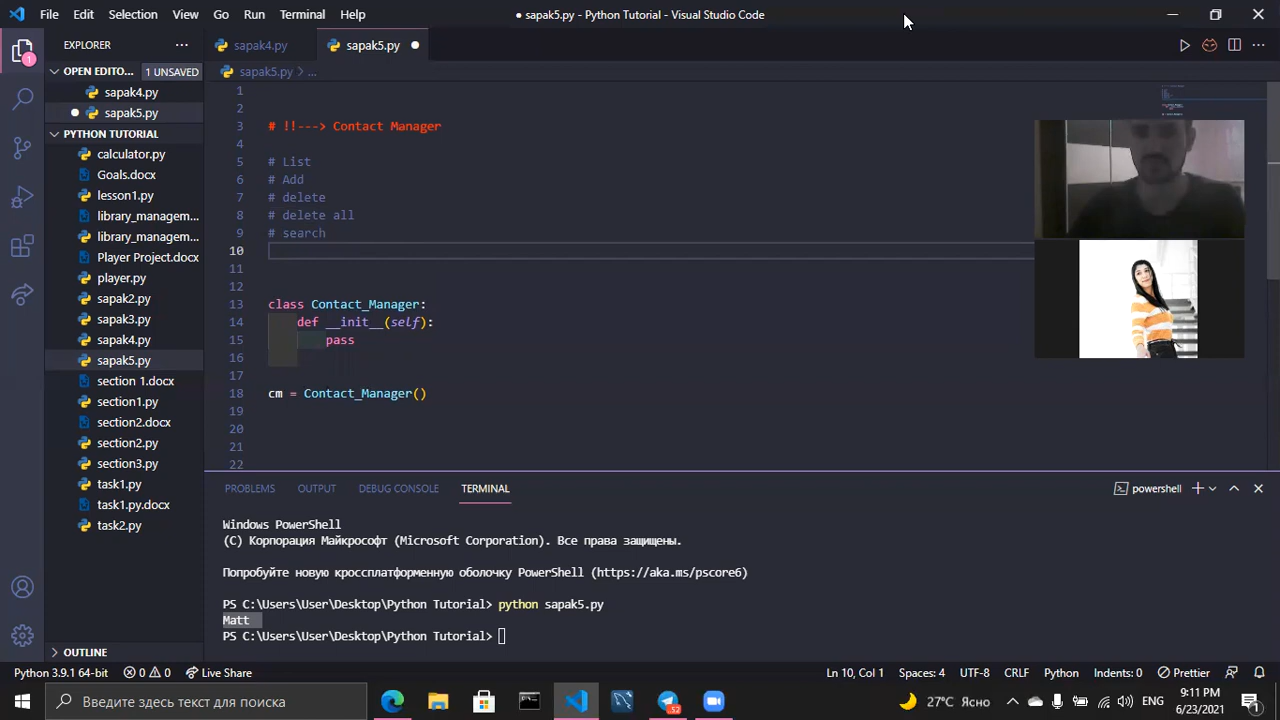 File Edit Selection View Go Run Terminal Help
● sapak5.py - Python Tutorial - Visual Studio Code
EXPLORER
sapak4.py
sapak5.py
OPEN EDITO... 1 UNSAVED
sapak4.py
sapak5.py
PYTHON TUTORIAL
calculator.py
Goals.docx
lesson1.py
library_managem...
library_managem...
Player Project.docx
player.py
sapak2.py
sapak3.py
sapak4.py
sapak5.py
section 1.docx
section1.py
section2.docx
section2.py
section3.py
task1.py
task1.py.docx
task2.py
OUTLINE
1
sapak5.py > ...
1
2
3 # !!---> Contact Manager
4
5 # List
6 # Add
7 # delete
8 # delete all
9 # search
10
11
12
13 class Contact_Manager:
14 def __init__(self):
15 pass
16
17
18 cm = Contact_Manager()
19
20
21
22
PROBLEMS OUTPUT DEBUG CONSOLE TERMINAL
powershell
Windows PowerShell
(C) Корпорация Майкрософт (Microsoft Corporation). Все права защищены.
Попробуйте новую кроссплатформенную оболочку PowerShell (https://aka.ms/pscore6)
PS C:\Users\User\Desktop\Python Tutorial> python sapak5.py
Matt
PS C:\Users\User\Desktop\Python Tutorial>
Python 3.9.1 64-bit 0 0 Live Share
Ln 10, Col 1 Spaces: 4 UTF-8 CRLF Python Indents: 0 Prettier
Введите здесь текст для поиска
52
27°C Ясно
ENG
9:11 PM
6/23/2021
1